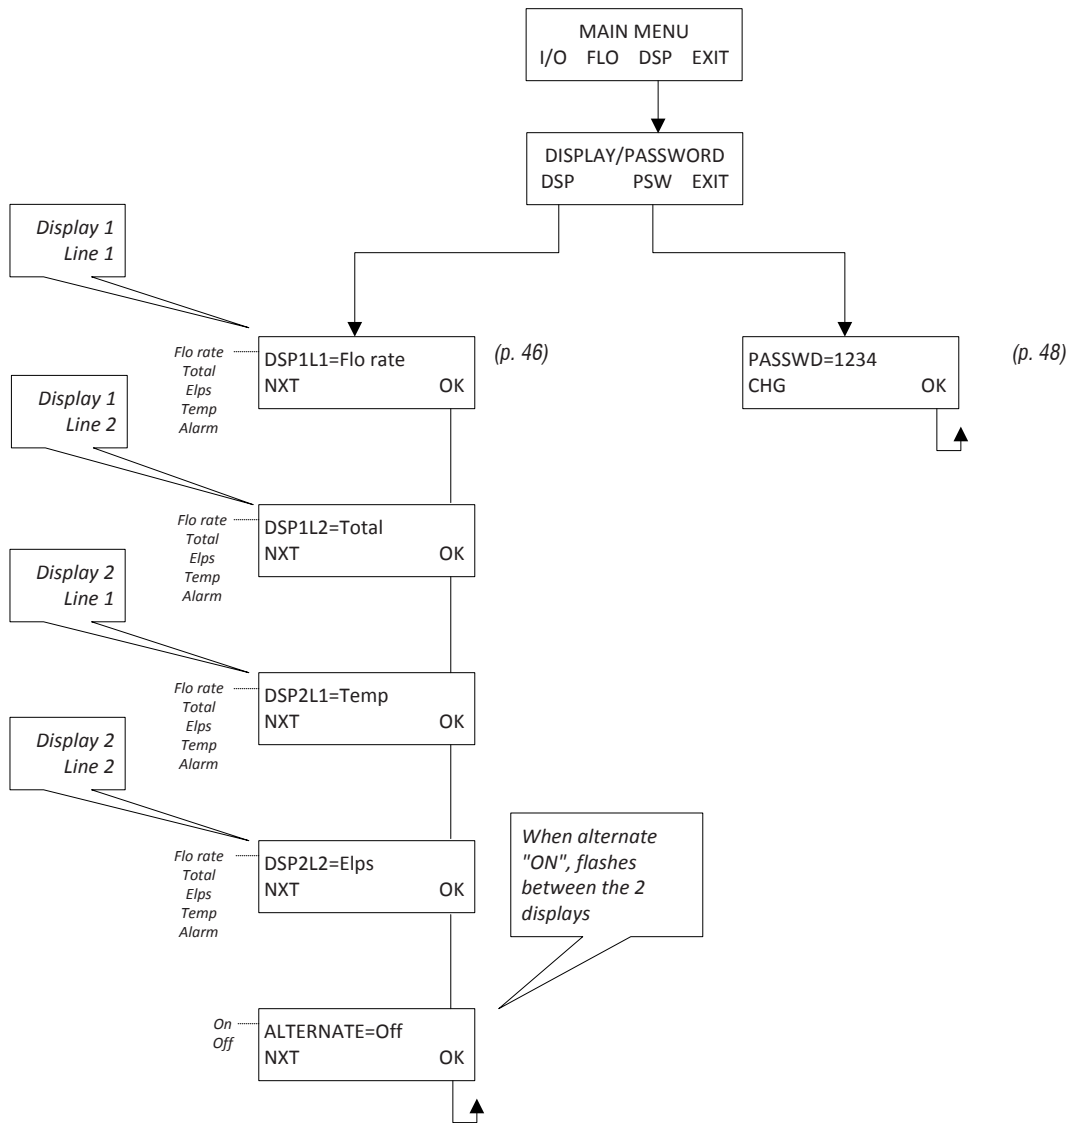 MAIN MENU
I/O FLO DSP EXIT
DISPLAY/PASSWORD
DSP PSW EXIT
Display 1
Line 1
Flo rate
Total
Elps
Temp
Alarm
DSP1L1=Flo rate
NXT OK
(p. 46)
PASSWD=1234
CHG OK
(p. 48)
Display 1
Line 2
Flo rate
Total
Elps
Temp
Alarm
DSP1L2=Total
NXT OK
Display 2
Line 1
Flo rate
Total
Elps
Temp
Alarm
DSP2L1=Temp
NXT OK
Display 2
Line 2
Flo rate
Total
Elps
Temp
Alarm
DSP2L2=Elps
NXT OK
When alternate
"ON", flashes
between the 2
displays
On
Off
ALTERNATE=Off
NXT OK